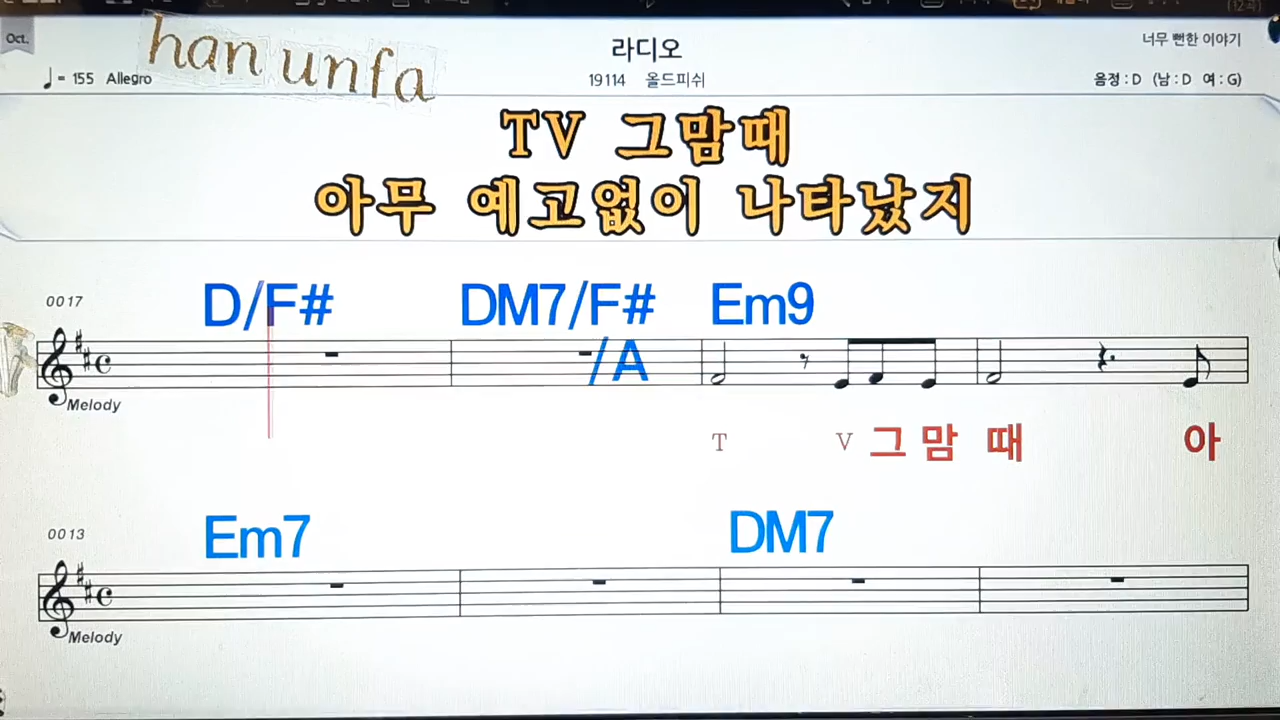 Oct.
han unfa
라디오
너무 뻔한 이야기
♩= 155 Allegro
19114 올드피쉬
음정 : D (남 : D 여 : G)
TV 그맘때
아무 예고없이 나타났지
0017
D/F# DM7/F# Em9
/A
Melody
T V 그 맘 때 아
0013
Em7 DM7
Melody